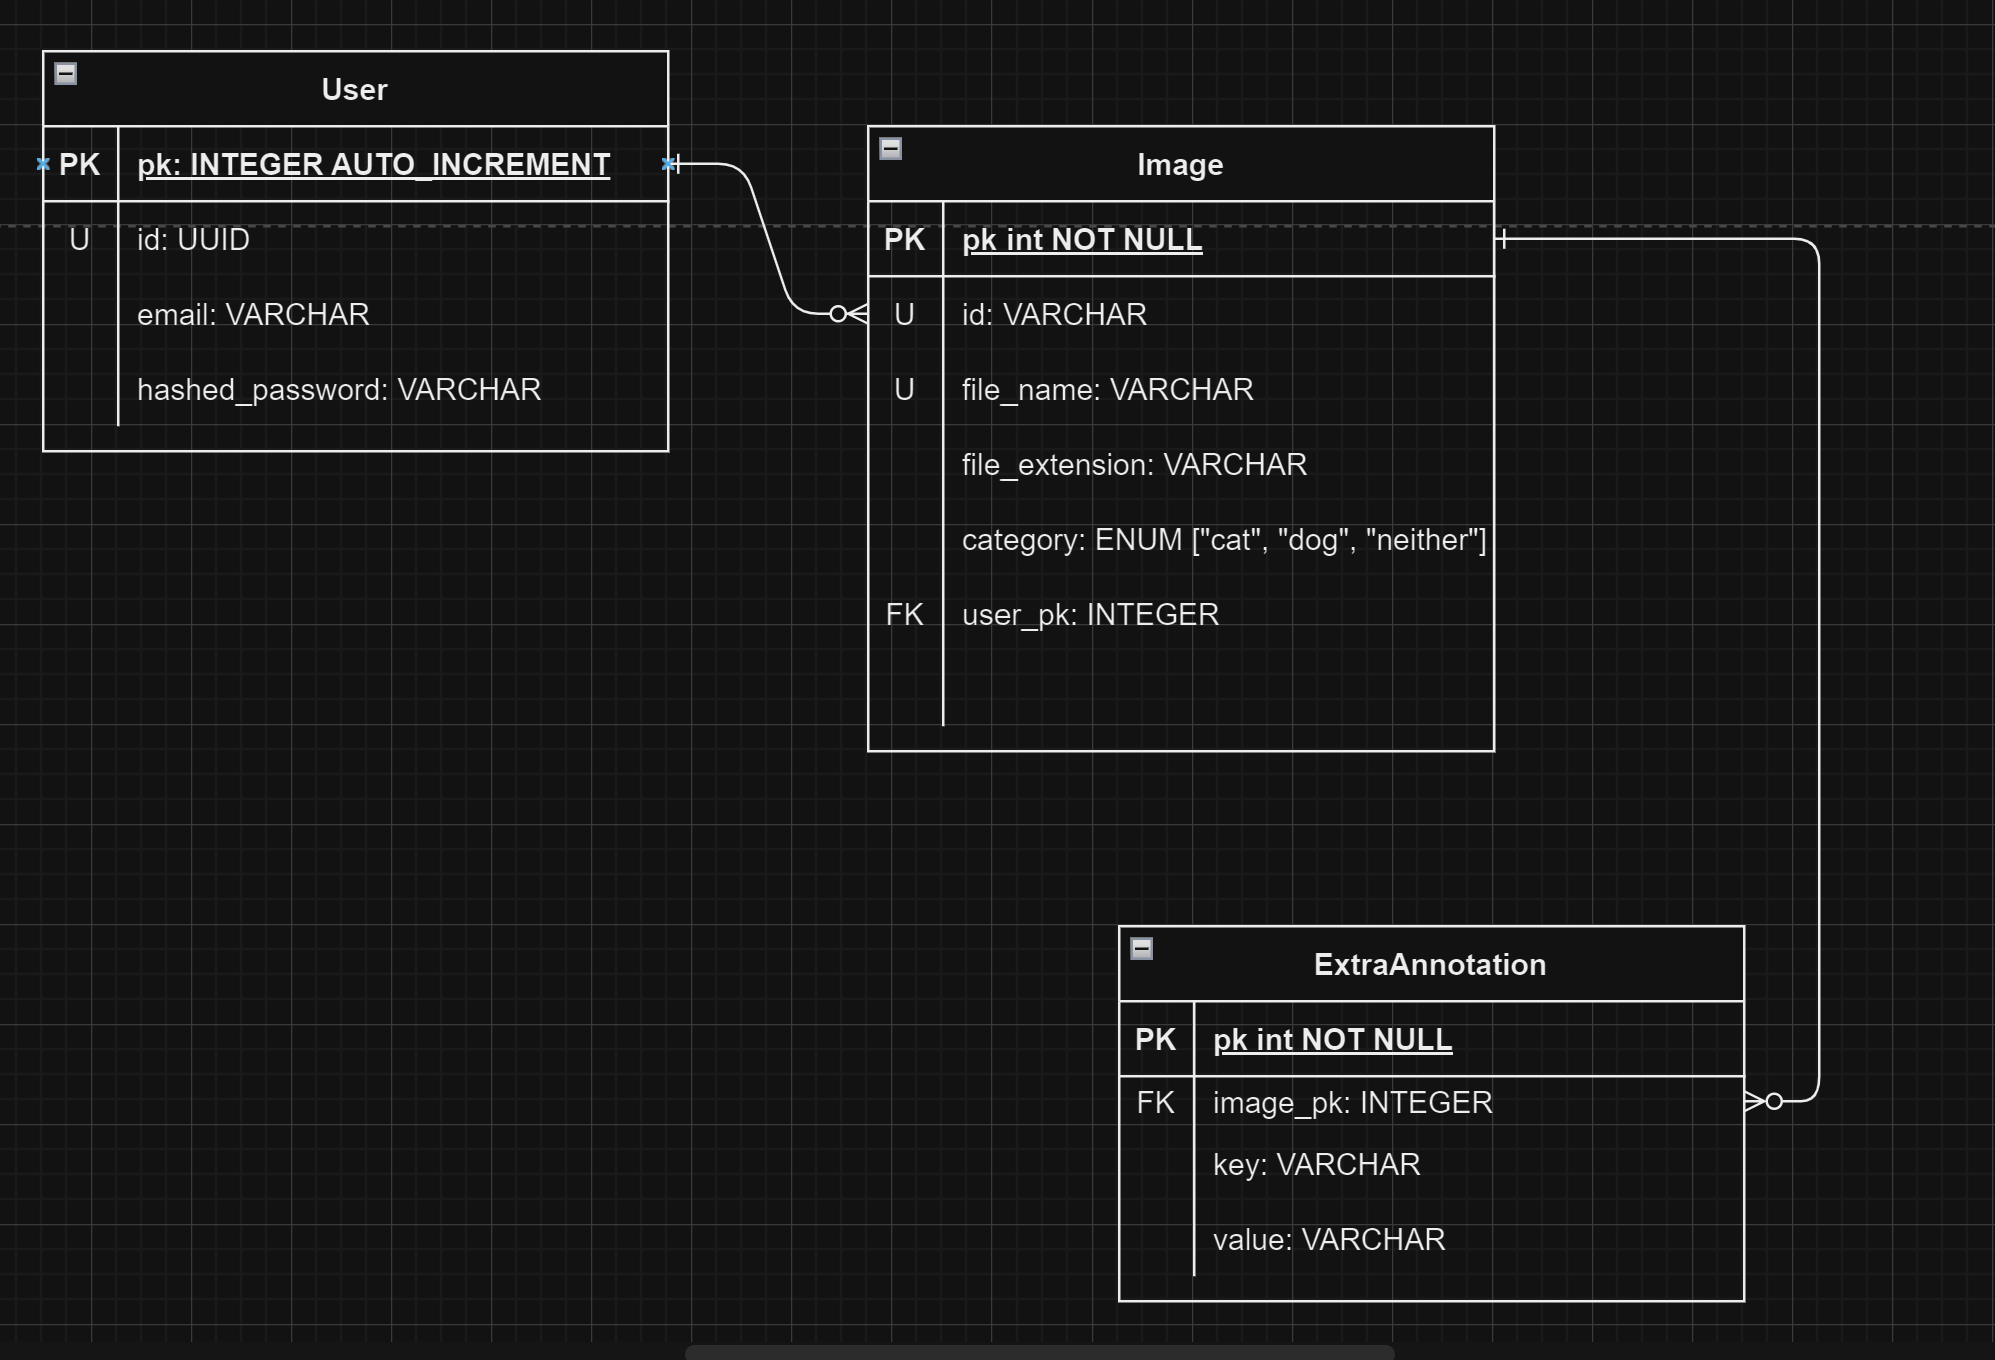 User
PK pk: INTEGER AUTO_INCREMENT
U id: UUID
email: VARCHAR
hashed_password: VARCHAR
Image
PK pk int NOT NULL
U id: VARCHAR
U file_name: VARCHAR
file_extension: VARCHAR
category: ENUM ["cat", "dog", "neither"]
FK user_pk: INTEGER
ExtraAnnotation
PK pk int NOT NULL
FK image_pk: INTEGER
key: VARCHAR
value: VARCHAR